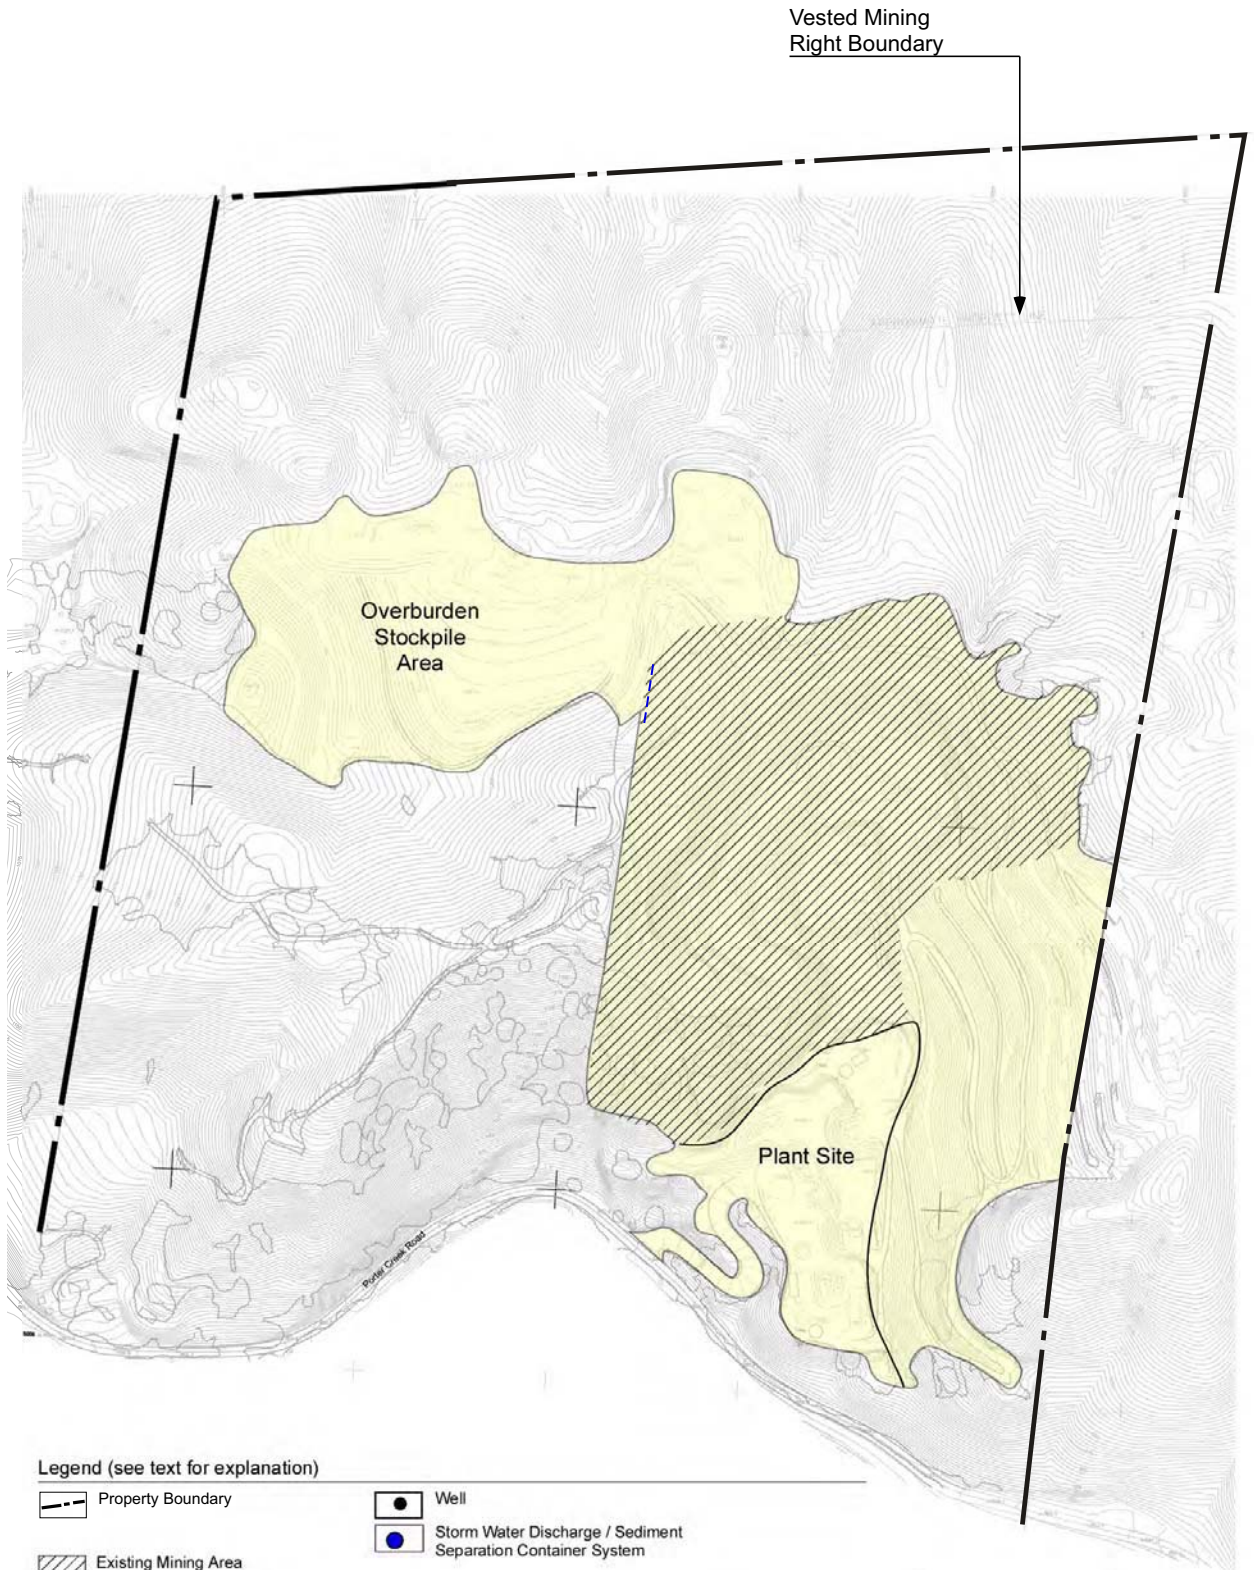 Vested Mining
Right Boundary
Overburden
Stockpile
Area
Plant Site
Porter Creek Road
Legend (see text for explanation)
Property Boundary
Well
Storm Water Discharge / Sediment
Separation Container System
Existing Mining Area